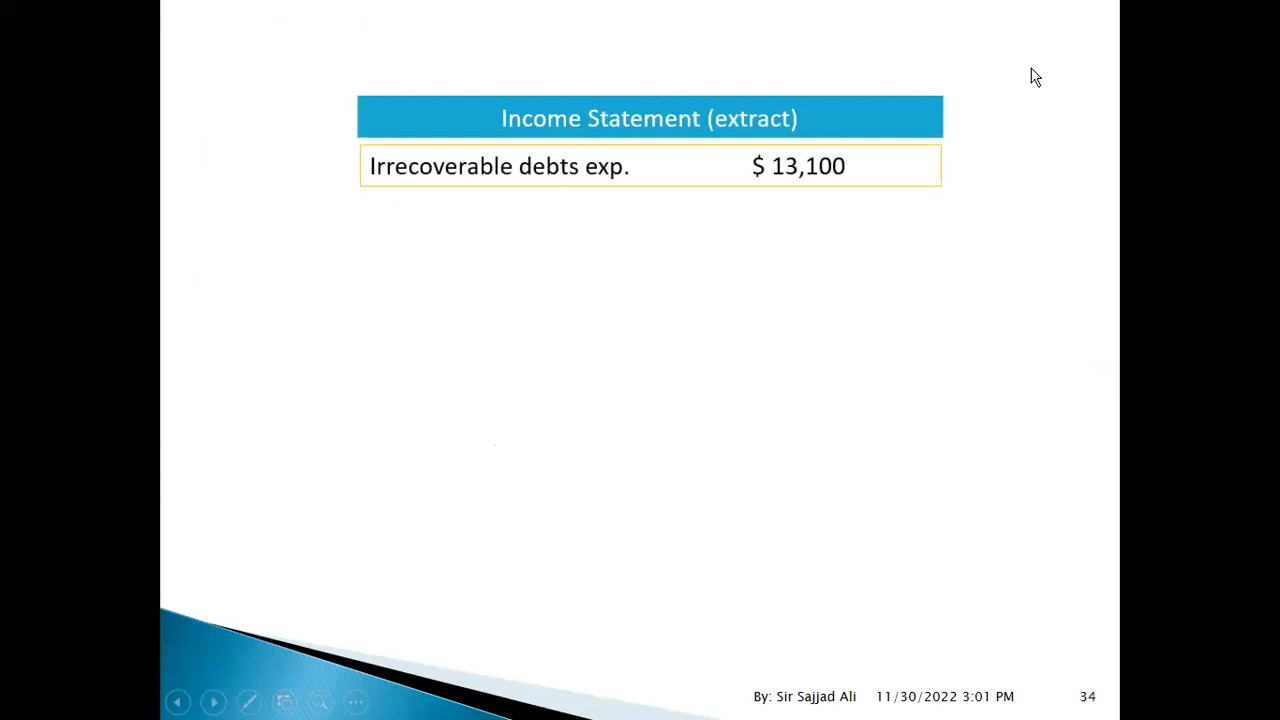 Income Statement (extract)
Irrecoverable debts exp. $ 13,100
By: Sir Sajjad Ali 11/30/2022 3:01 PM 34